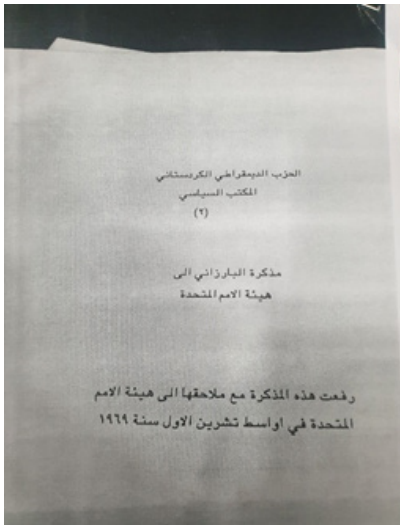 الحزب الديمقراطي الكردستاني
المكتب السياسي
(٢)
مذكرة البارزاني الى
هيئة الامم المتحدة
رفعت هذه المذكرة مع ملاحقها الى هيئة الامم
المتحدة في اواسط تشرين الاول سنة ١٩٦٩